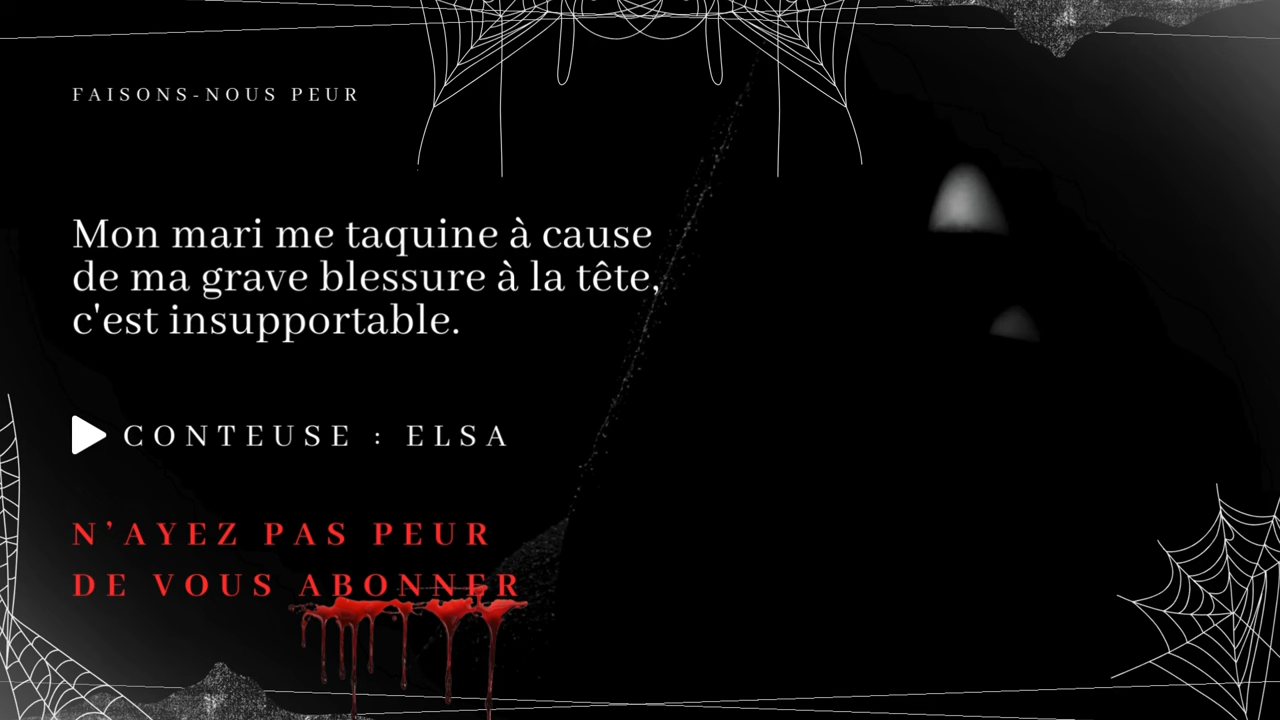 FAISONS-NOUS PEUR
Mon mari me taquine à cause
de ma grave blessure à la tête,
c'est insupportable.
CONTEUSE : ELSA
N’AYEZ PAS PEUR
DE VOUS ABONNER